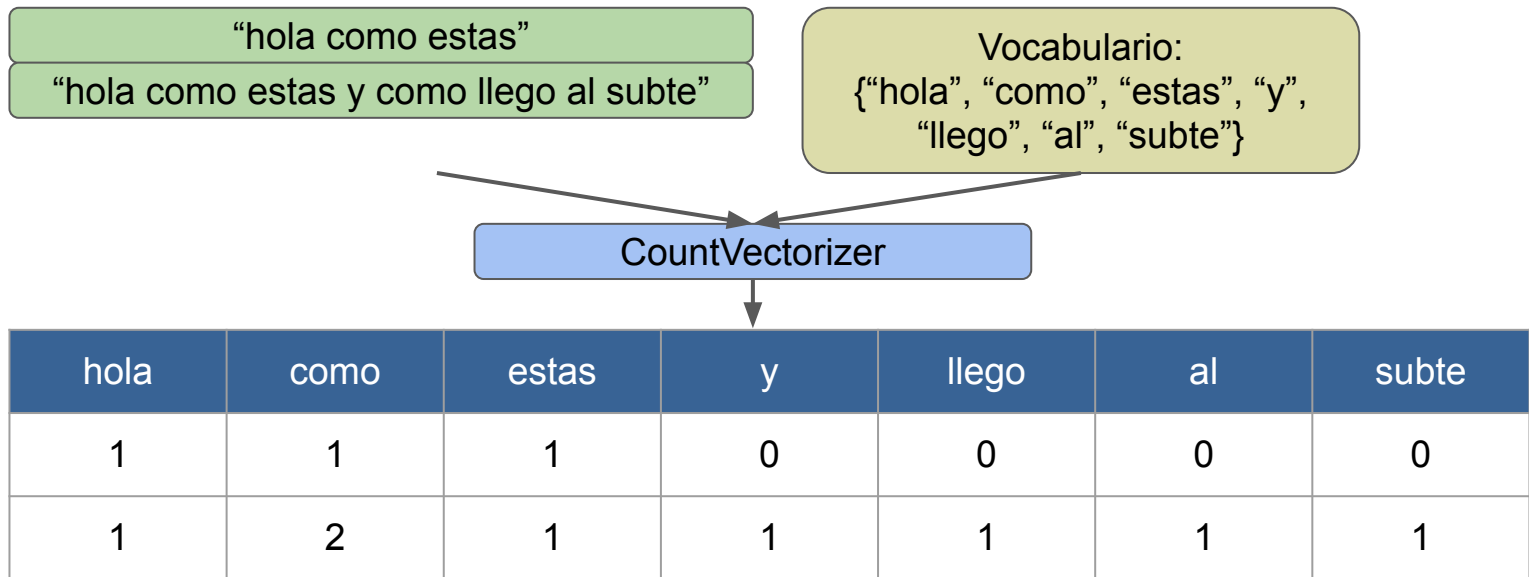 “hola como estas”
“hola como estas y como llego al subte”
Vocabulario:
{“hola”, “como”, “estas”, “y”,
“llego”, “al”, “subte”}
CountVectorizer
hola como estas y llego al subte
1 1 1 0 0 0 0
1 2 1 1 1 1 1